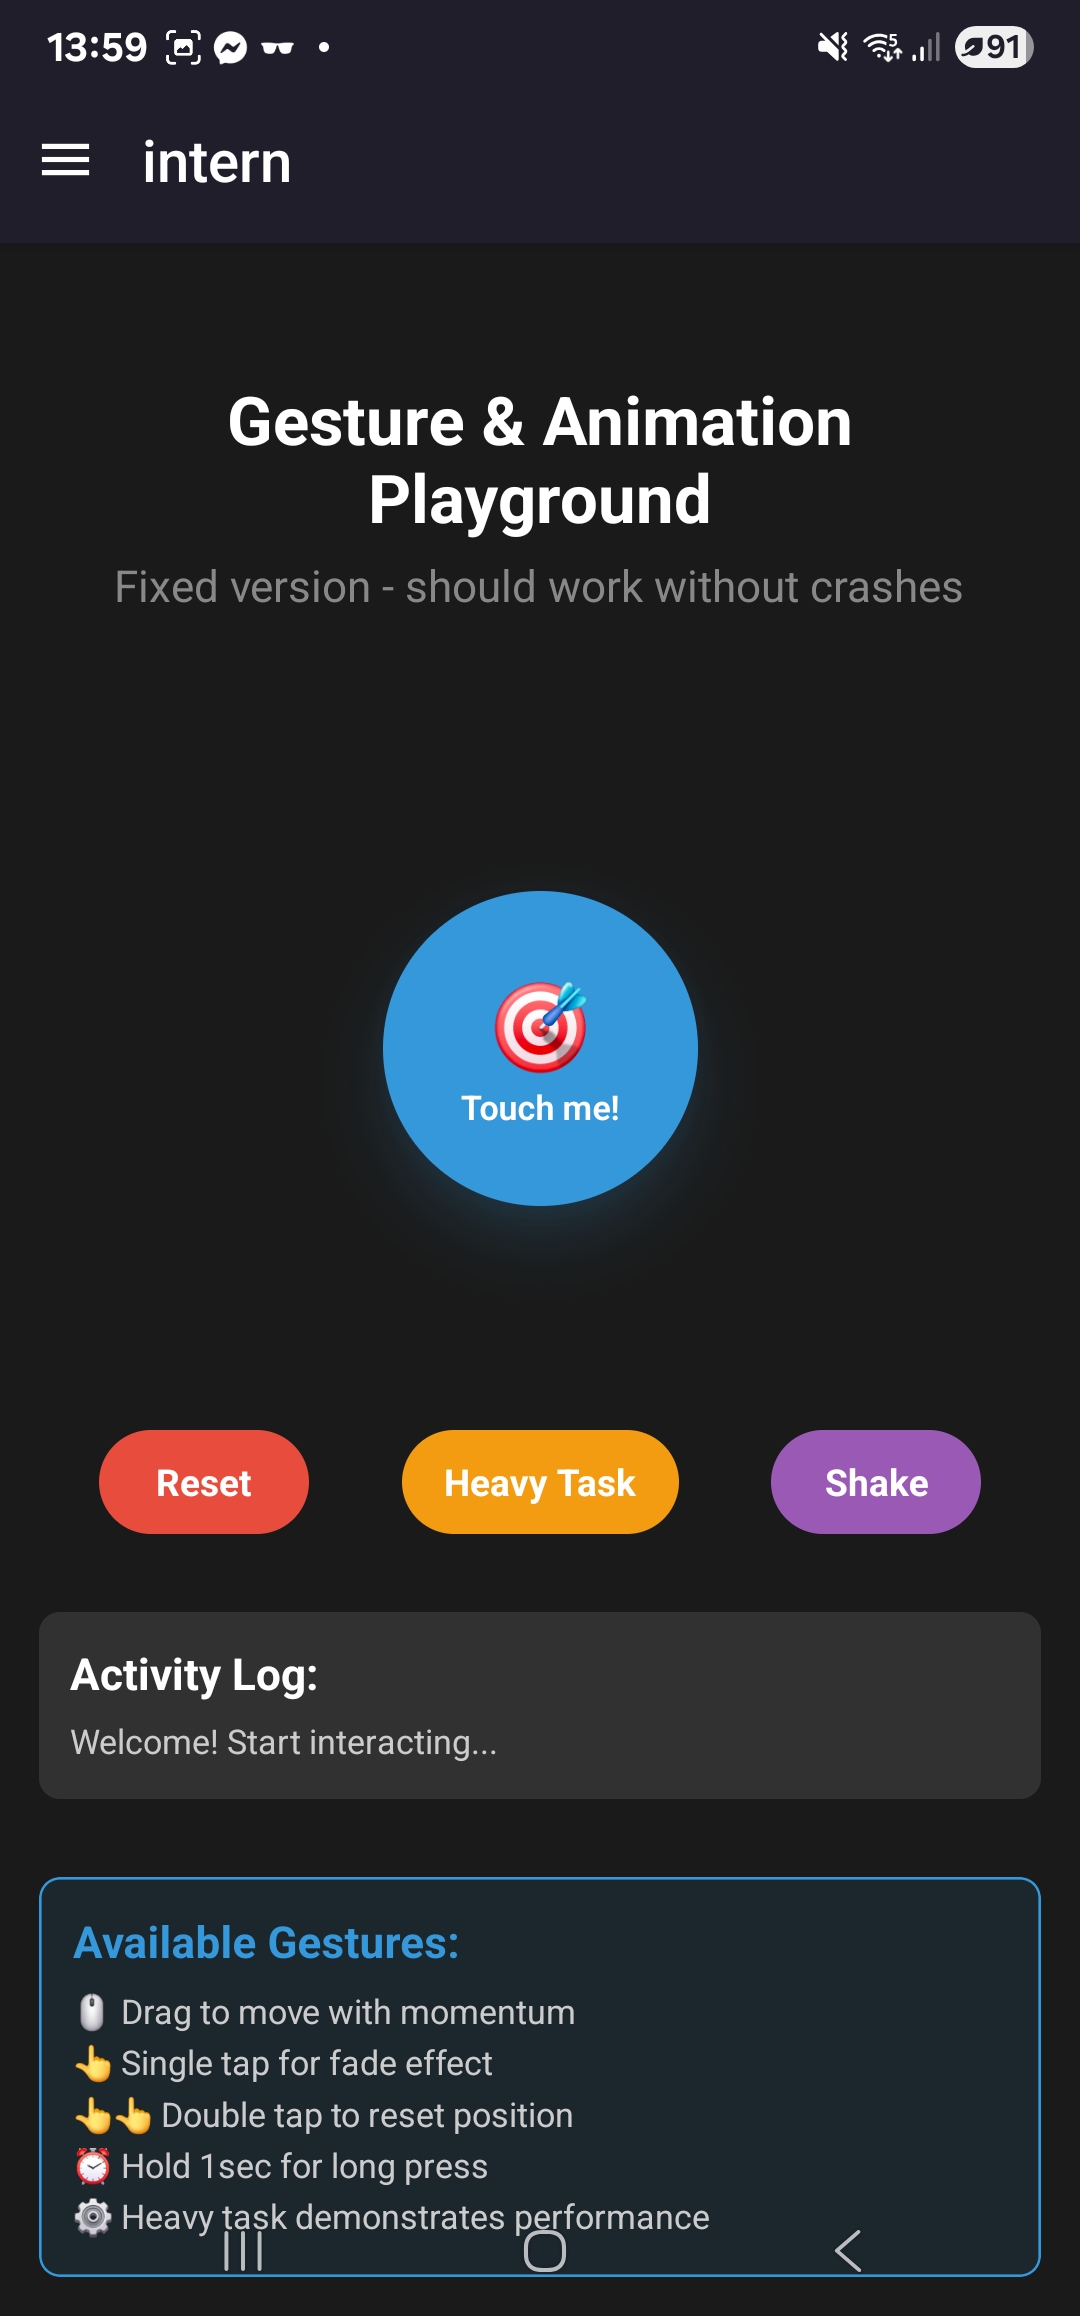 13:59
5
91
intern
Gesture & Animation
Playground
Fixed version - should work without crashes
Touch me!
Reset
Heavy Task
Shake
Activity Log:
Welcome! Start interacting...
Available Gestures:
Drag to move with momentum
Single tap for fade effect
Double tap to reset position
Hold 1sec for long press
Heavy task demonstrates performance